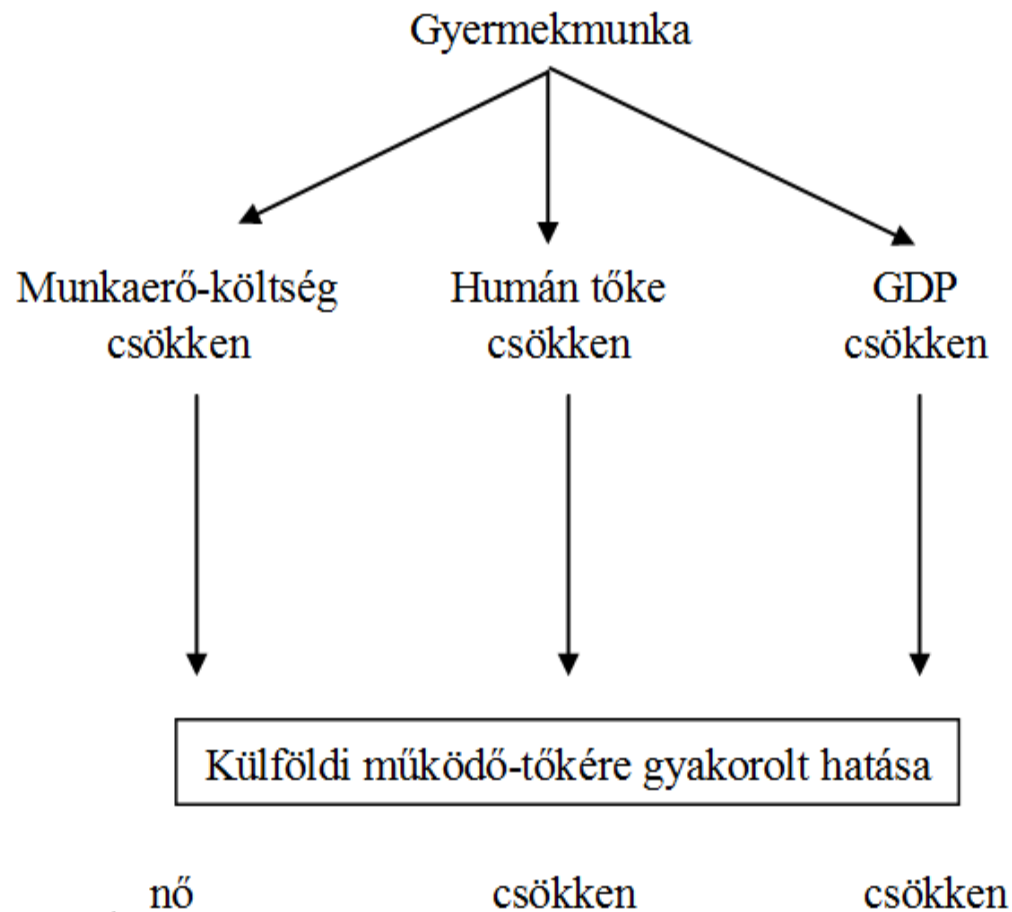 Gyermekmunka
Munkaerő-költség
csökken
Humán tőke
csökken
GDP
csökken
Külföldi működő-tőkére gyakorolt hatása
nő
csökken
csökken